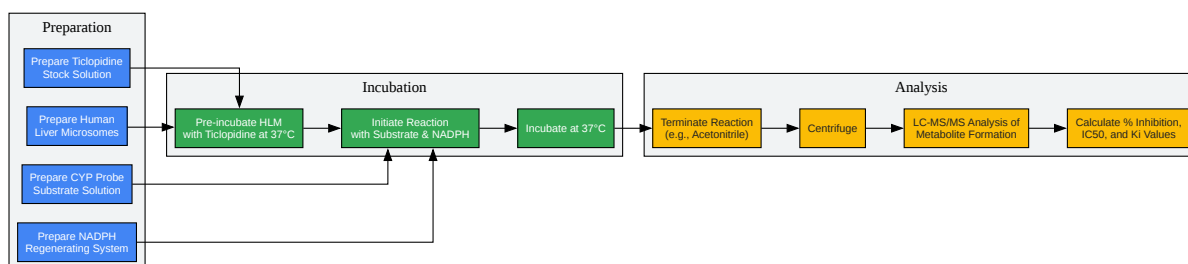 Preparation
Prepare Ticlopidine
Stock Solution
Prepare Human
Liver Microsomes
Prepare CYP Probe
Substrate Solution
Prepare NADPH
Regenerating System
Incubation
Pre-incubate HLM
with Ticlopidine at 37°C
Initiate Reaction
with Substrate & NADPH
Incubate at 37°C
Analysis
Terminate Reaction
(e.g., Acetonitrile)
Centrifuge
LC-MS/MS Analysis of
Metabolite Formation
Calculate % Inhibition,
IC50, and Ki Values